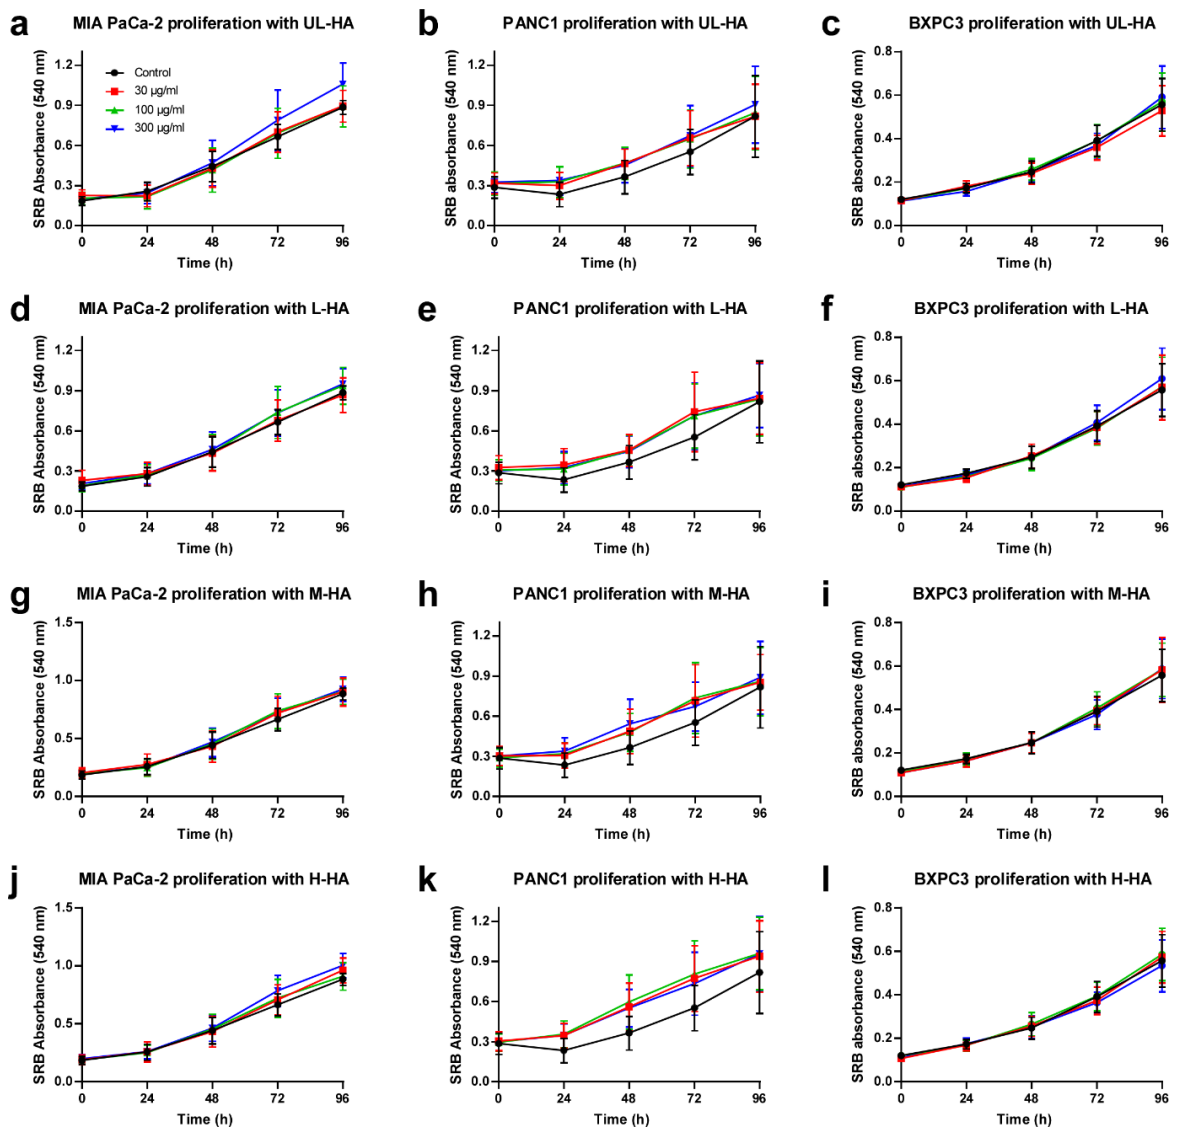 a
MIA PaCa-2 proliferation with UL-HA
SRB Absorbance (540 nm)
1.2
0.9
0.6
0.3
0.0
Control
30 µg/ml
100 µg/ml
300 µg/ml
0 24 48 72 96
Time (h)
b
PANC1 proliferation with UL-HA
SRB Absorbance (540 nm)
1.2
0.9
0.6
0.3
0.0
0 24 48 72 96
Time (h)
c
BXPC3 proliferation with UL-HA
SRB absorbance (540 nm)
0.8
0.6
0.4
0.2
0.0
0 24 48 72 96
Time (h)
d
MIA PaCa-2 proliferation with L-HA
SRB Absorbance (540 nm)
1.2
0.9
0.6
0.3
0.0
0 24 48 72 96
Time (h)
e
PANC1 proliferation with L-HA
SRB Absorbance (540 nm)
1.2
0.9
0.6
0.3
0.0
0 24 48 72 96
Time (h)
f
BXPC3 proliferation with L-HA
SRB absorbance (540 nm)
0.8
0.6
0.4
0.2
0.0
0 24 48 72 96
Time (h)
g
MIA PaCa-2 proliferation with M-HA
SRB Absorbance (540 nm)
1.5
1.0
0.5
0.0
0 24 48 72 96
Time (h)
h
PANC1 proliferation with M-HA
SRB Absorbance (540 nm)
1.2
0.9
0.6
0.3
0.0
0 24 48 72 96
Time (h)
i
BXPC3 proliferation with M-HA
SRB absorbance (540 nm)
0.8
0.6
0.4
0.2
0.0
0 24 48 72 96
Time (h)
j
MIA PaCa-2 proliferation with H-HA
SRB Absorbance (540 nm)
1.5
1.0
0.5
0.0
0 24 48 72 96
Time (h)
k
PANC1 proliferation with H-HA
SRB Absorbance (540 nm)
1.2
0.9
0.6
0.3
0.0
0 24 48 72 96
Time (h)
l
BXPC3 proliferation with H-HA
SRB absorbance (540 nm)
0.8
0.6
0.4
0.2
0.0
0 24 48 72 96
Time (h)